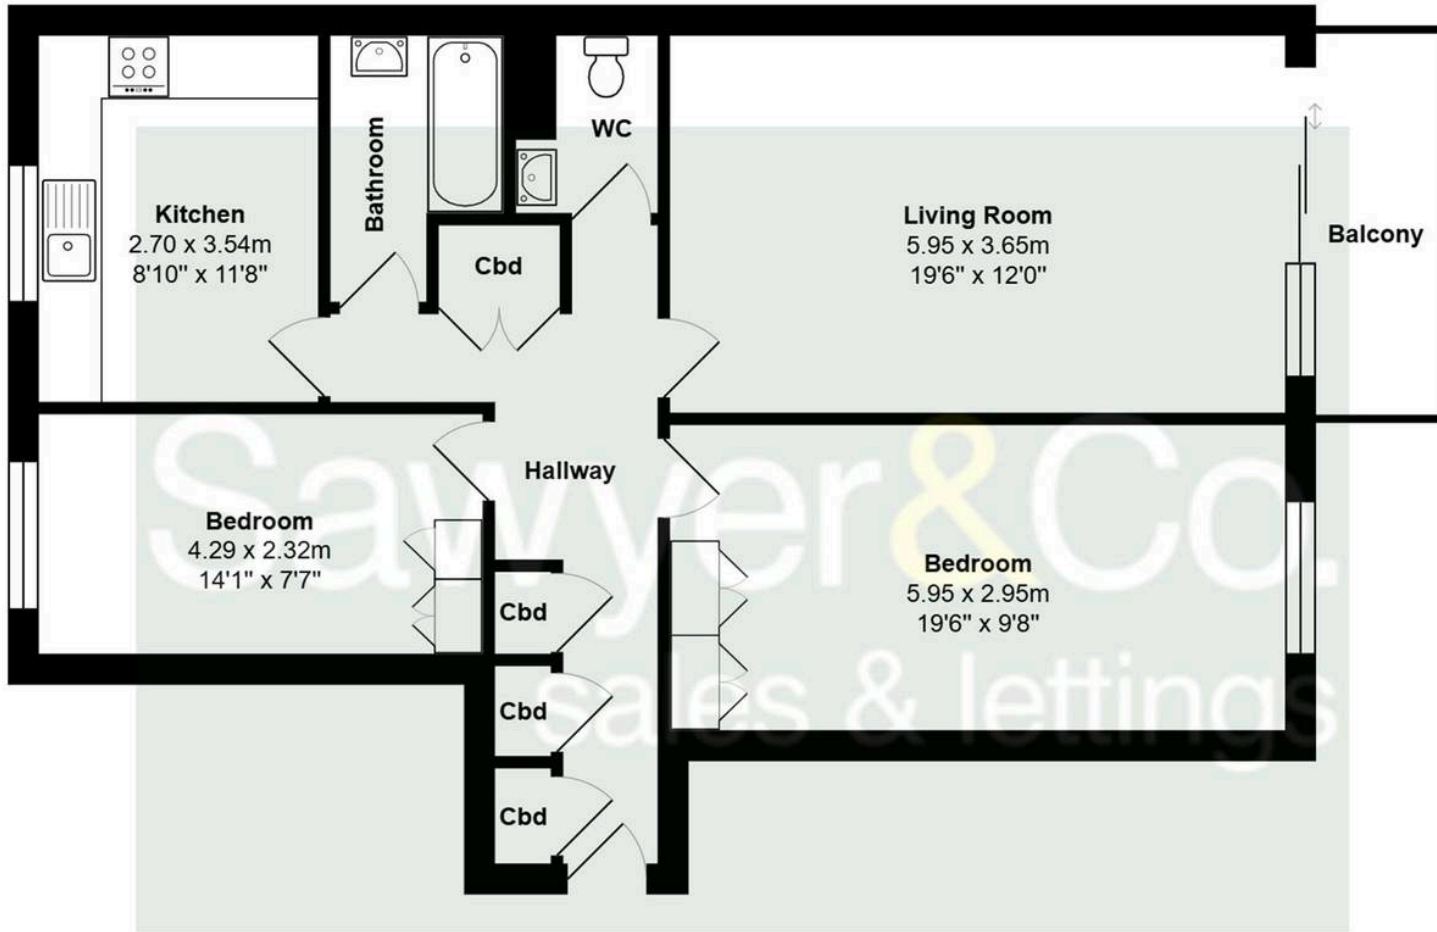 Kitchen
2.70 x 3.54m
8'10" x 11'8"
Bathroom
WC
Cbd
Living Room
5.95 x 3.65m
19'6" x 12'0"
Balcony
Hallway
Bedroom
4.29 x 2.32m
14'1" x 7'7"
Bedroom
5.95 x 2.95m
19'6" x 9'8"
Cbd
Cbd
Cbd
Sawyer&Co.
sales & lettings